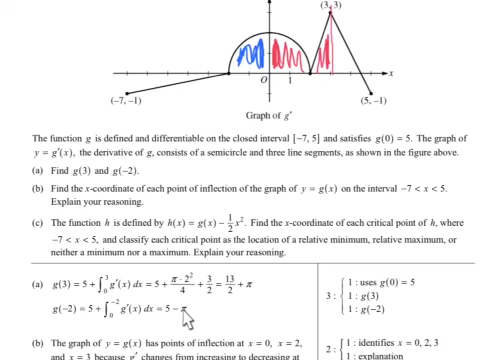 (3, 3)
x
O
1
(−7, −1)
(5, −1)
Graph of g′
The function g is defined and differentiable on the closed interval [−7, 5] and satisfies g(0) = 5. The graph of
y = g′(x), the derivative of g, consists of a semicircle and three line segments, as shown in the figure above.
(a) Find g(3) and g(−2).
(b) Find the x-coordinate of each point of inflection of the graph of y = g(x) on the interval −7 < x < 5.
Explain your reasoning.
(c) The function h is defined by h(x) = g(x) − 1/2 x². Find the x-coordinate of each critical point of h, where
−7 < x < 5, and classify each critical point as the location of a relative minimum, relative maximum, or
neither a minimum nor a maximum. Explain your reasoning.
(a) g(3) = 5 + ∫₀³ g′(x) dx = 5 + π · 2²/4 + 3/2 = 13/2 + π
g(−2) = 5 + ∫₀⁻² g′(x) dx = 5 − π
3 : { 1 : uses g(0) = 5
1 : g(3)
1 : g(−2)
(b) The graph of y = g(x) has points of inflection at x = 0, x = 2,
and x = 3 because g′ changes from increasing to decreasing at
2 : { 1 : identifies x = 0, 2, 3
1 : explanation